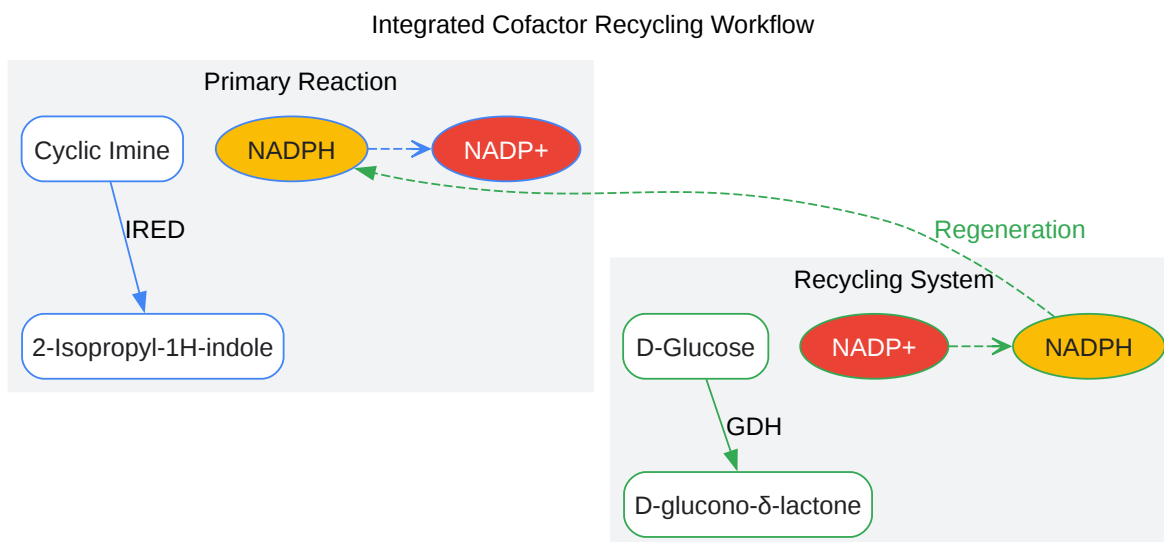 Integrated Cofactor Recycling Workflow
Primary Reaction
Cyclic Imine
NADPH
NADP+
IRED
2-Isopropyl-1H-indole
Regeneration
Recycling System
D-Glucose
NADP+
NADPH
GDH
D-glucono-δ-lactone